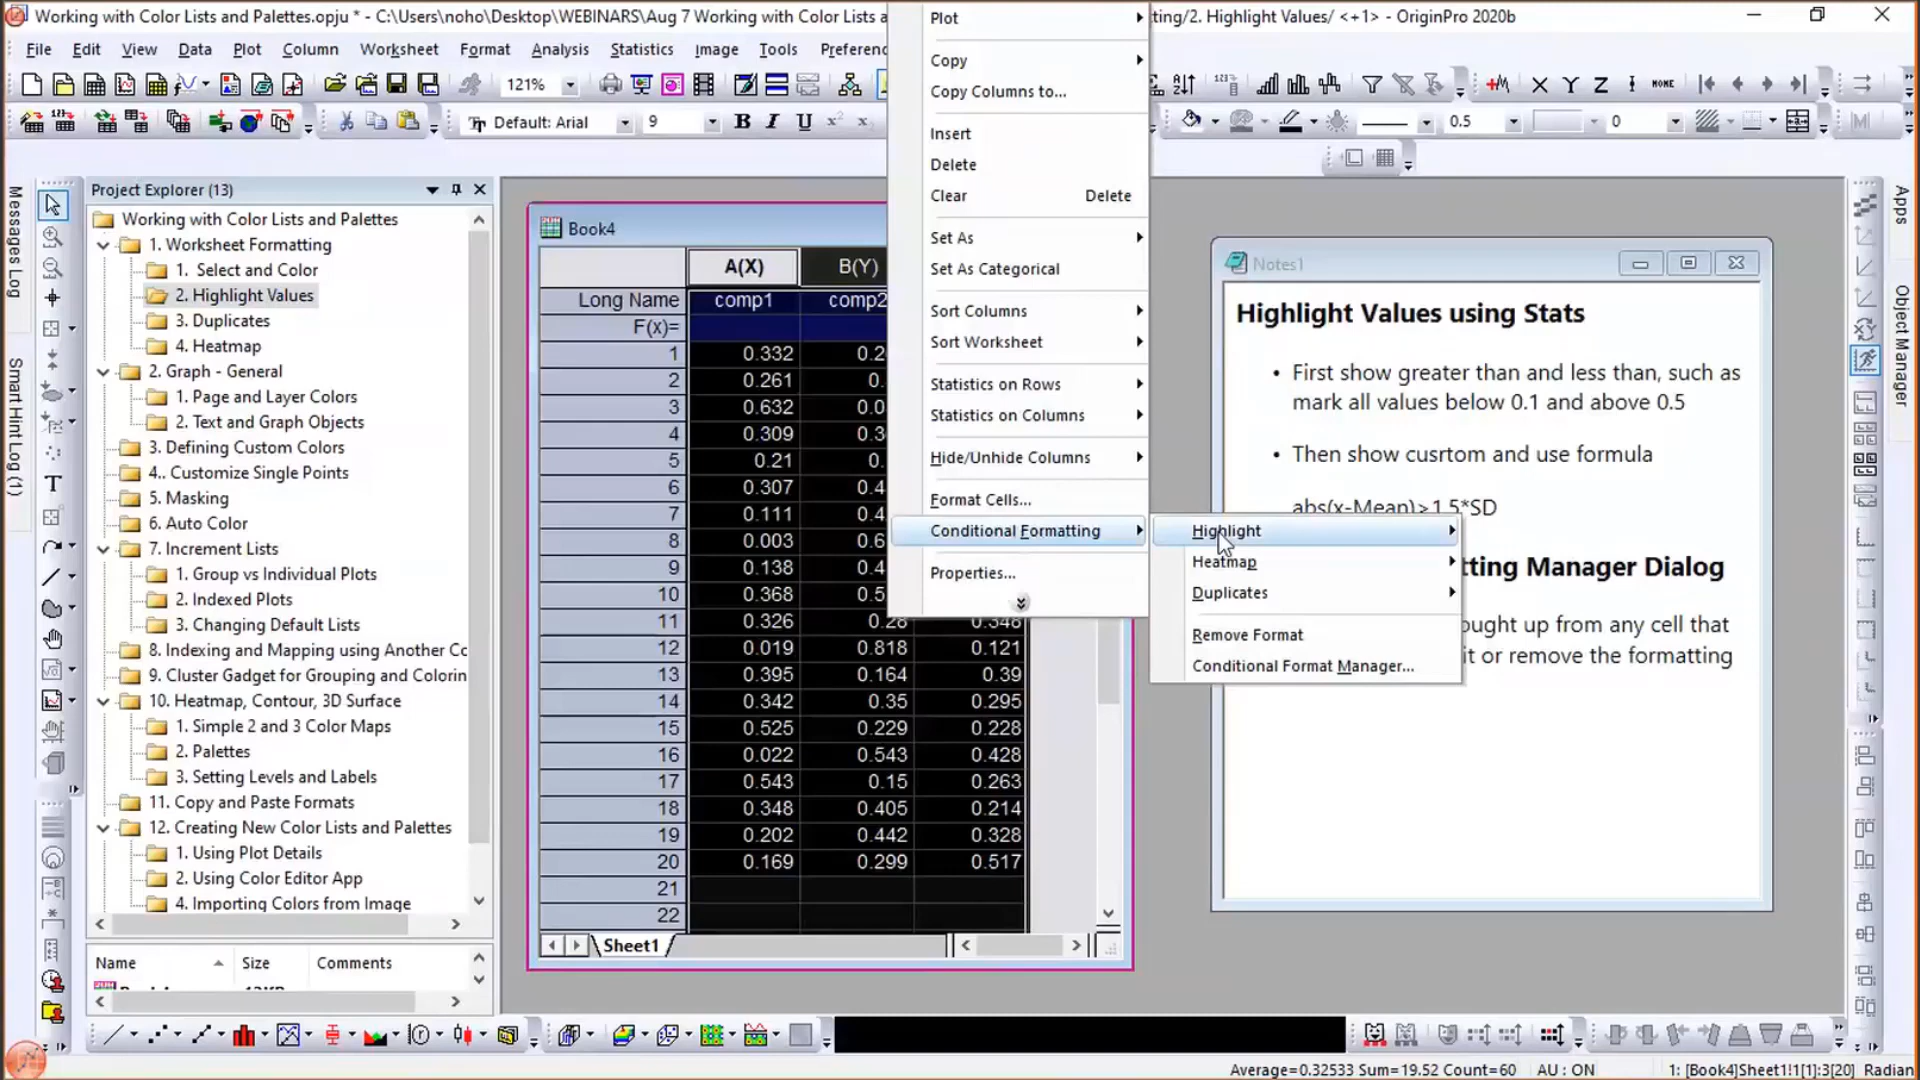 Working with Color Lists and Palettes.opju * - C:\Users\noho\Desktop\WEBINARS\Aug 7 Working with Color Lists a
ting/2. Highlight Values/ <+1> - OriginPro 2020b
File Edit View Data Plot Column Worksheet Format Analysis Statistics Image Tools Preferenc
121%
NONE
Default: Arial 9 B I U 0.5 0
Messages Log
Smart Hint Log (1)
Apps
Object Manager
Project Explorer (13)
Working with Color Lists and Palettes
1. Worksheet Formatting
1. Select and Color
2. Highlight Values
3. Duplicates
4. Heatmap
2. Graph - General
1. Page and Layer Colors
2. Text and Graph Objects
3. Defining Custom Colors
4.. Customize Single Points
5. Masking
6. Auto Color
7. Increment Lists
1. Group vs Individual Plots
2. Indexed Plots
3. Changing Default Lists
8. Indexing and Mapping using Another Cc
9. Cluster Gadget for Grouping and Colorin
10. Heatmap, Contour, 3D Surface
1. Simple 2 and 3 Color Maps
2. Palettes
3. Setting Levels and Labels
11. Copy and Paste Formats
12. Creating New Color Lists and Palettes
1. Using Plot Details
2. Using Color Editor App
4. Importing Colors from Image
Name Size Comments
Book4
A(X) B(Y)
Long Name comp1 comp2
F(x)=
1 0.332 0.2
2 0.261 0.
3 0.632 0.0
4 0.309 0.3
5 0.21 0.
6 0.307 0.4
7 0.111 0.4
8 0.003 0.6
9 0.138 0.4
10 0.368 0.5
11 0.326 0.28 0.348
12 0.019 0.818 0.121
13 0.395 0.164 0.39
14 0.342 0.35 0.295
15 0.525 0.229 0.228
16 0.022 0.543 0.428
17 0.543 0.15 0.263
18 0.348 0.405 0.214
19 0.202 0.442 0.328
20 0.169 0.299 0.517
21
22
Sheet1
Plot
Copy
Copy Columns to...
Insert
Delete
Clear Delete
Set As
Set As Categorical
Sort Columns
Sort Worksheet
Statistics on Rows
Statistics on Columns
Hide/Unhide Columns
Format Cells...
Conditional Formatting
Properties...
Highlight
Heatmap
Duplicates
Remove Format
Conditional Format Manager...
Notes1
Highlight Values using Stats
• First show greater than and less than, such as
mark all values below 0.1 and above 0.5
• Then show cusrtom and use formula
abs(x-Mean)>1.5*SD
tting Manager Dialog
ought up from any cell that
it or remove the formatting
Average=0.32533 Sum=19.52 Count=60 AU : ON 1: [Book4]Sheet1!1[1]:3[20] Radian